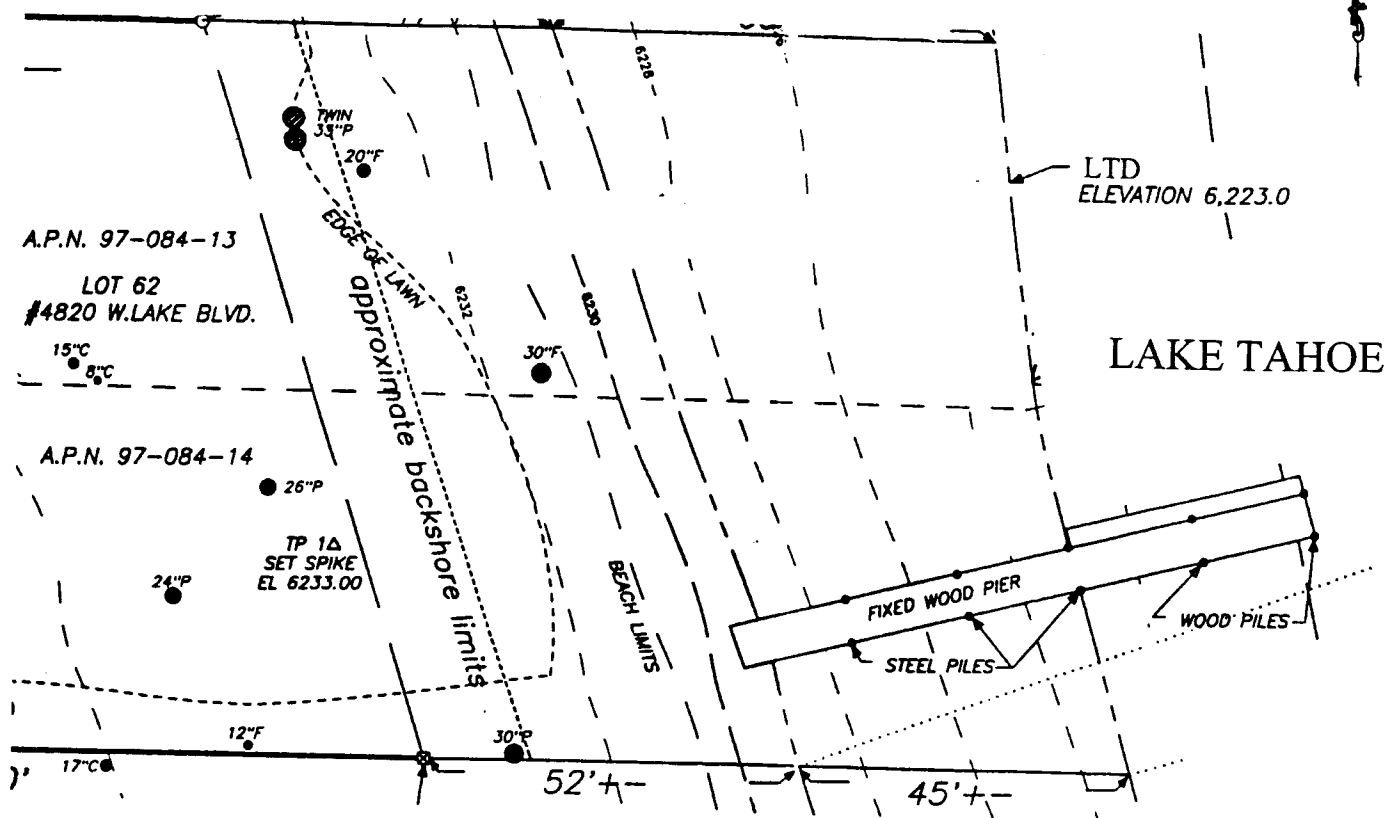 6228
TWIN
33"P
20"F
LTD
ELEVATION 6,223.0
A.P.N. 97-084-13
EDGE OF LAWN
LOT 62
#4820 W.LAKE BLVD.
6232
6230
approximate backshore limits
15"C
8"C
30"F
LAKE TAHOE
A.P.N. 97-084-14
26"P
TP 1△
SET SPIKE
EL 6233.00
24"P
BEACH LIMITS
FIXED WOOD PIER
WOOD PILES
STEEL PILES
12"F
30"P
17"C
52'+-
45'+-